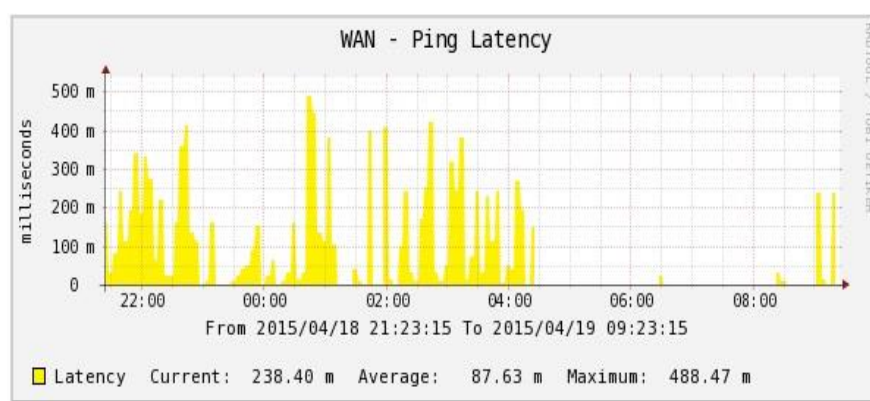 WAN - Ping Latency
milliseconds
500 m
400 m
300 m
200 m
100 m
0
22:00 00:00 02:00 04:00 06:00 08:00
From 2015/04/18 21:23:15 To 2015/04/19 09:23:15
Latency Current: 238.40 m Average: 87.63 m Maximum: 488.47 m